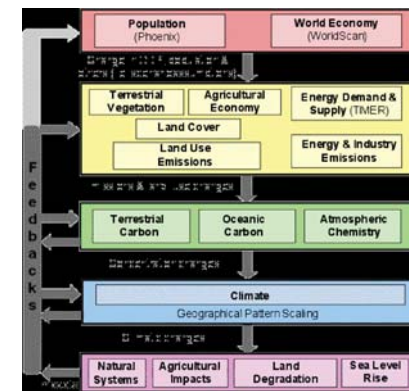 Population
(Phoenix)
World Economy
(WorldScan)
Terrestrial
Vegetation
Agricultural
Economy
Energy Demand &
Supply (TIMER)
Land Cover
Land Use
Emissions
Energy & Industry
Emissions
Feedbacks
Terrestrial
Carbon
Oceanic
Carbon
Atmospheric
Chemistry
Climate
Geographical Pattern Scaling
Natural
Systems
Agricultural
Impacts
Land
Degradation
Sea Level
Rise